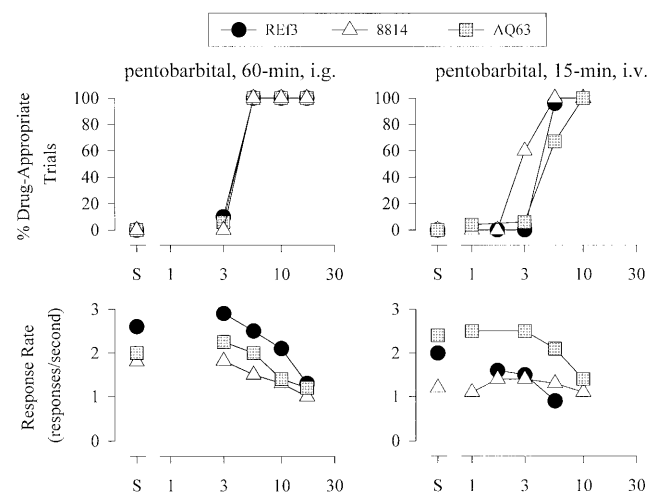 REf3 8814 AQ63
pentobarbital, 60-min, i.g. pentobarbital, 15-min, i.v.
% Drug-Appropriate
Trials
100 100
80 80
60 60
40 40
20 20
0 0
S 1 3 10 30 S 1 3 10 30
Response Rate
(responses/second)
3 3
2 2
1 1
0 0
S 1 3 10 30 S 1 3 10 30